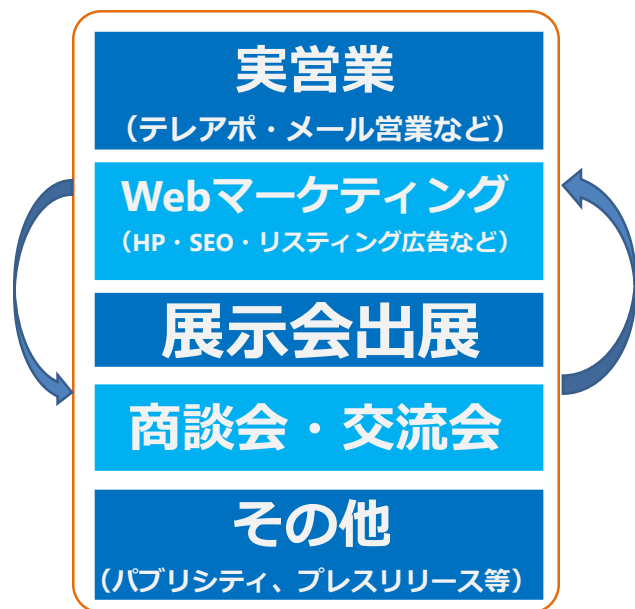 実営業
（テレアポ・メール営業など）
Webマーケティング
（HP・SEO・リスティング広告など）
展示会出展
商談会・交流会
その他
（パブリシティ、プレスリリース等）